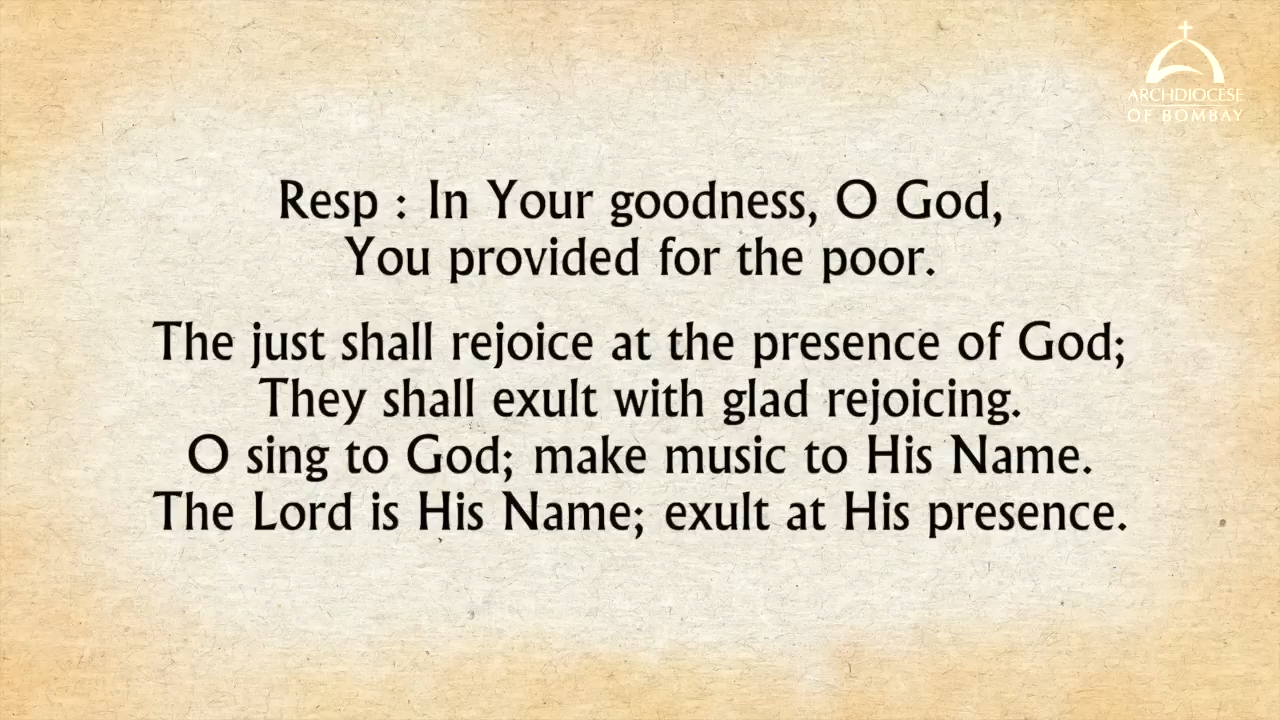 ARCHDIOCESE
OF BOMBAY
Resp : In Your goodness, O God,
You provided for the poor.
The just shall rejoice at the presence of God;
They shall exult with glad rejoicing.
O sing to God; make music to His Name.
The Lord is His Name; exult at His presence.